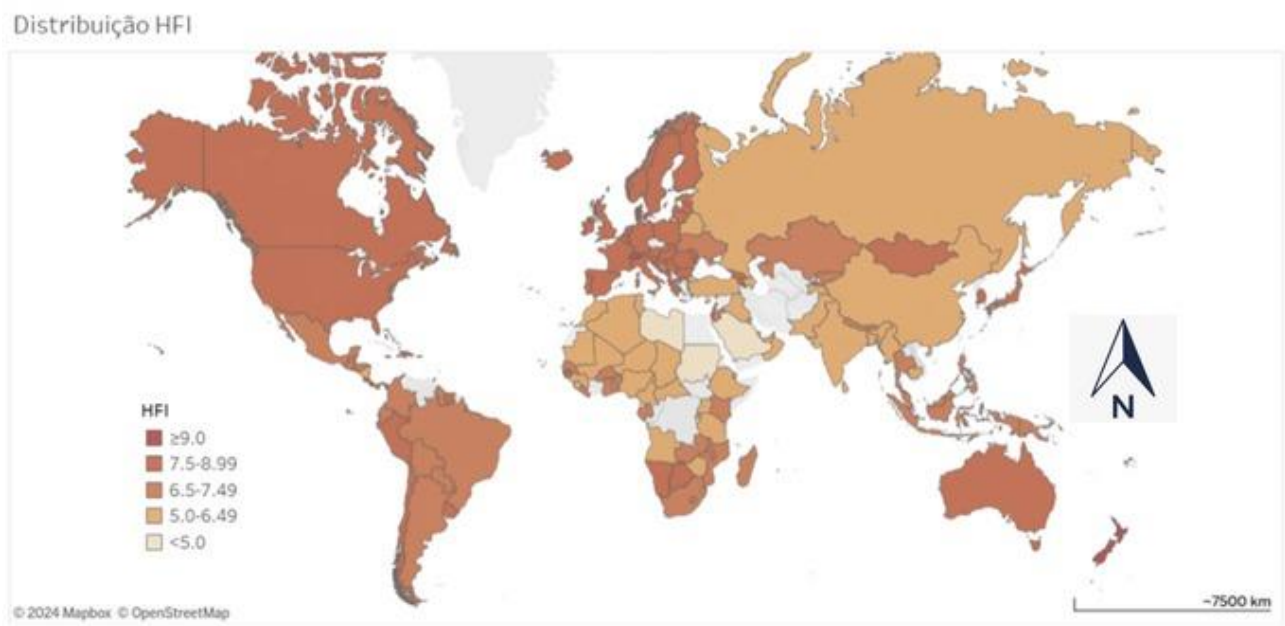 Distribuição HFI
N
HFI
≥9.0
7.5-8.99
6.5-7.49
5.0-6.49
<5.0
~7500 km
© 2024 Mapbox © OpenStreetMap